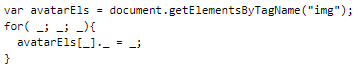 var avatarEls = document.getElementsByTagName("img");
for( _; _; _){
  avatarEls[_]._ = _;
}